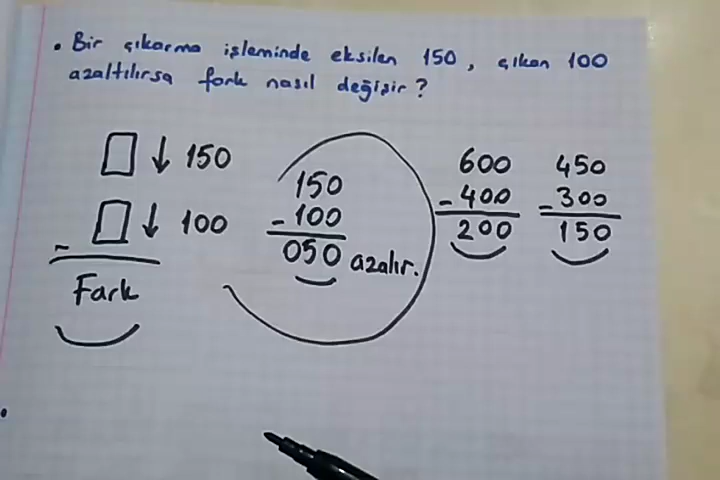 • Bir çıkarma işleminde eksilen 150, çıkan 100
azaltılırsa fark nasıl değişir?
□ ↓ 150
- □ ↓ 100
Fark
150
- 100
050 azalır.
600
- 400
200
450
- 300
150